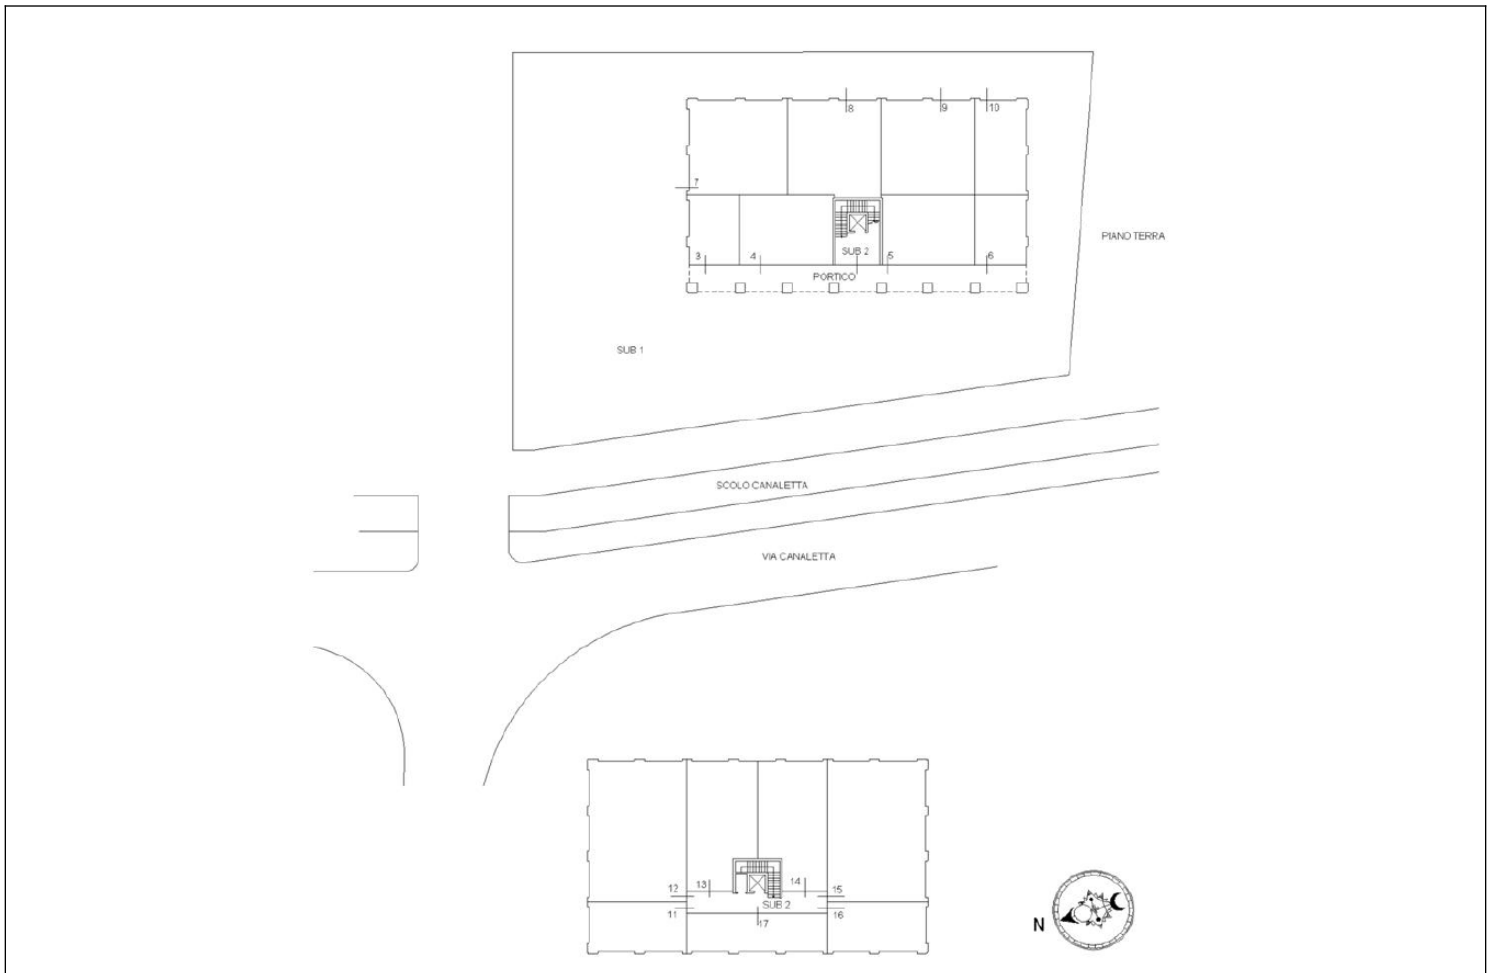 8 9 10
7
PIANO TERRA
SUB 2
3 4 5 6
PORTICO
SUB 1
SCOLO CANALETTA
VIA CANALETTA
12 13 14 15
SUB 2
11 17 16
N